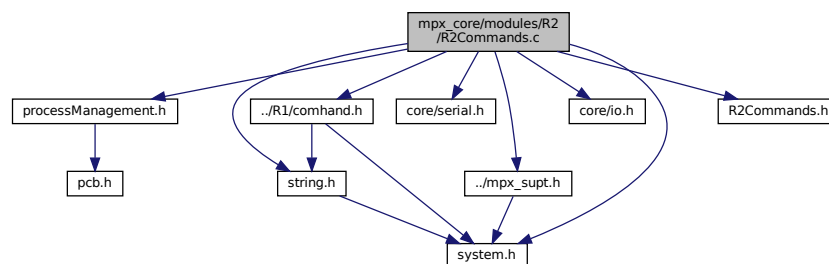 mpx_core/modules/R2
/R2Commands.c
processManagement.h
../R1/comhand.h
core/serial.h
core/io.h
R2Commands.h
pcb.h
string.h
../mpx_supt.h
system.h